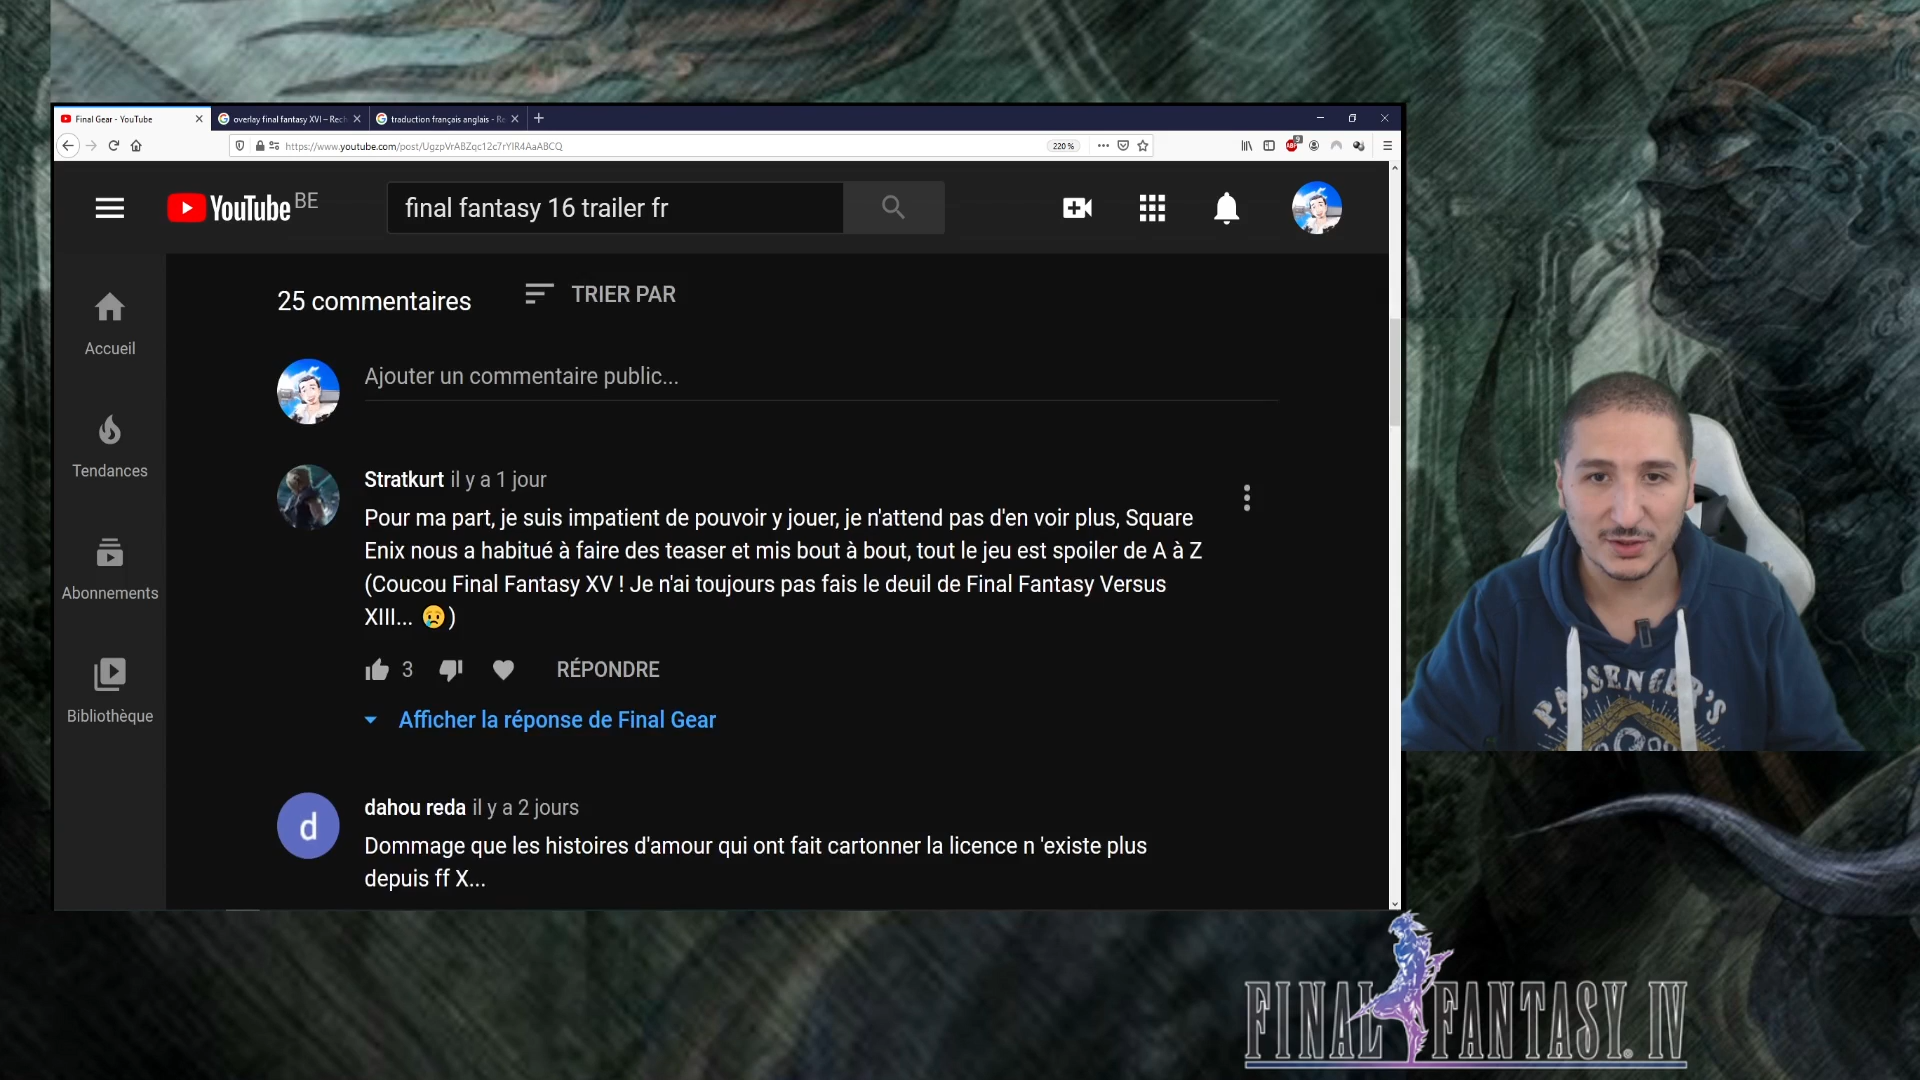 Final Gear - YouTube
overlay final fantasy XVI – Rech
traduction français anglais - Re
https://www.youtube.com/post/UgzpVrABZqc12c7rYlR4AaABCQ
220 %
YouTube BE
final fantasy 16 trailer fr
25 commentaires
TRIER PAR
Accueil
Ajouter un commentaire public...
Tendances
Stratkurt il y a 1 jour
Pour ma part, je suis impatient de pouvoir y jouer, je n'attend pas d'en voir plus, Square
Enix nous a habitué à faire des teaser et mis bout à bout, tout le jeu est spoiler de A à Z
(Coucou Final Fantasy XV ! Je n'ai toujours pas fais le deuil de Final Fantasy Versus
XIII... 😢 )
Abonnements
3
RÉPONDRE
Bibliothèque
Afficher la réponse de Final Gear
d
dahou reda il y a 2 jours
Dommage que les histoires d'amour qui ont fait cartonner la licence n 'existe plus
depuis ff X...
PASSENGER'S
FINAL FANTASY® IV